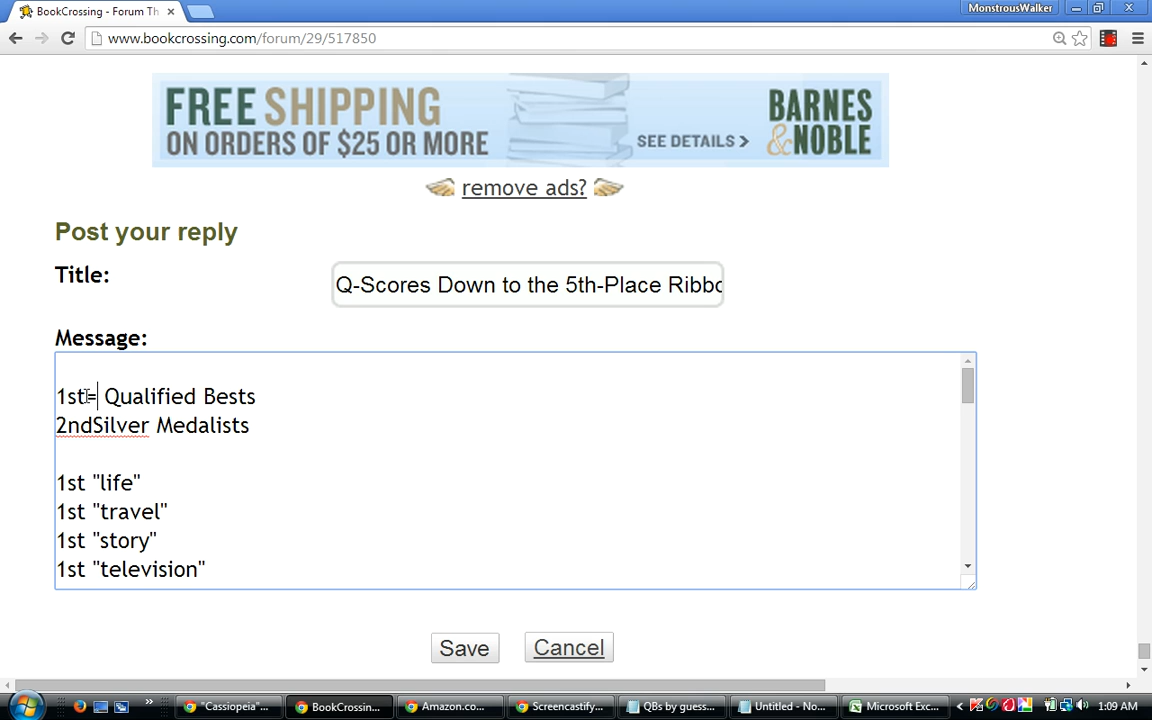 BookCrossing - Forum Th
MonstrousWalker
www.bookcrossing.com/forum/29/517850
FREE SHIPPING
ON ORDERS OF $25 OR MORE
SEE DETAILS >
BARNES
& NOBLE
remove ads?
Post your reply
Title:
Q-Scores Down to the 5th-Place Ribbo
Message:
1st= Qualified Bests
2ndSilver Medalists
1st "life"
1st "travel"
1st "story"
1st "television"
Save
Cancel
"Cassiopeia"...
BookCrossin...
Amazon.co...
Screencastify...
QBs by guess...
Untitled - No...
Microsoft Exc...
1:09 AM